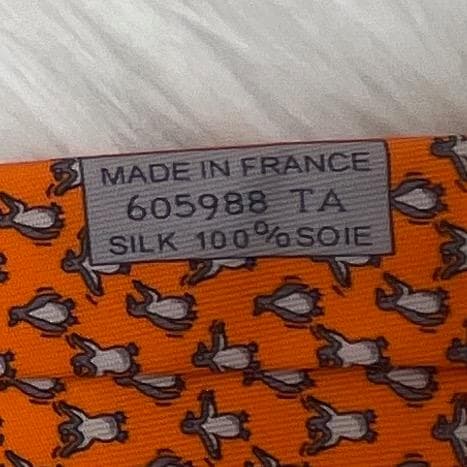 MADE IN FRANCE
605988 TA
SILK 100% SOIE